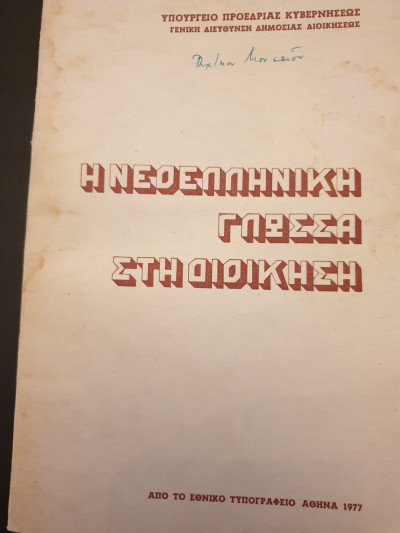 ΥΠΟΥΡΓΕΙΟ ΠΡΟΕΔΡΙΑΣ ΚΥΒΕΡΝΗΣΕΩΣ
ΓΕΝΙΚΗ ΔΙΕΥΘΥΝΣΗ ΔΗΜΟΣΙΑΣ ΔΙΟΙΚΗΣΕΩΣ
Η ΝΕΟΕΛΛΗΝΙΚΗ
ΓΛΩΣΣΑ
ΣΤΗ ΔΙΟΙΚΗΣΗ
ΑΠΟ ΤΟ ΕΘΝΙΚΟ ΤΥΠΟΓΡΑΦΕΙΟ ΑΘΗΝΑ 1977